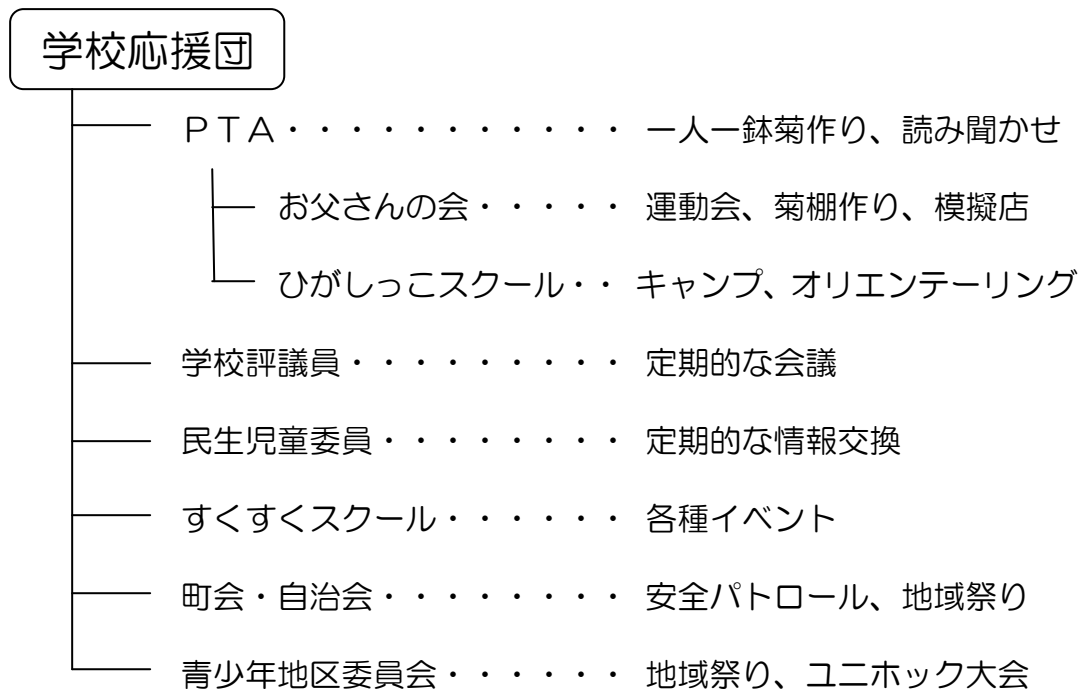 学校応援団
ＰＴＡ・・・・・・・・・・・ 一人一鉢菊作り、読み聞かせ
お父さんの会・・・・・ 運動会、菊棚作り、模擬店
ひがしっこスクール・・ キャンプ、オリエンテーリング
学校評議員・・・・・・・・・ 定期的な会議
民生児童委員・・・・・・・・ 定期的な情報交換
すくすくスクール・・・・・・ 各種イベント
町会・自治会・・・・・・・・ 安全パトロール、地域祭り
青少年地区委員会・・・・・・ 地域祭り、ユニホック大会